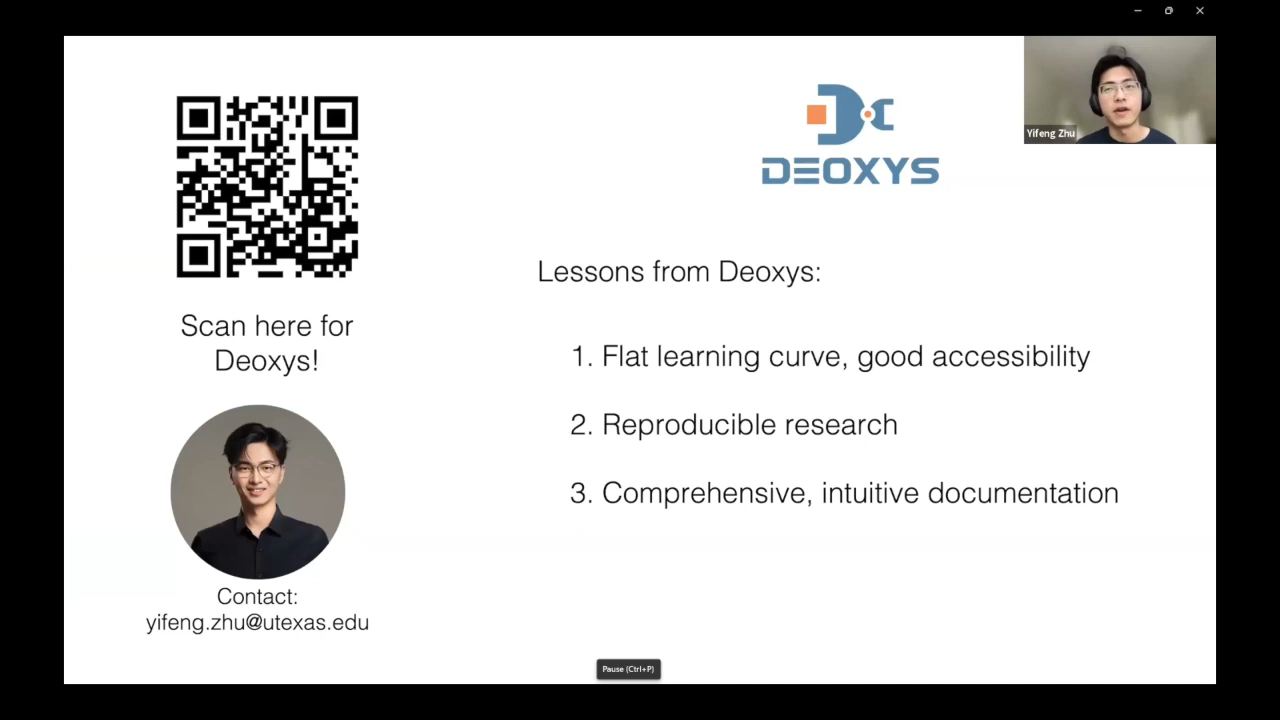 Yifeng Zhu
DEOXYS
Scan here for
Deoxys!
Contact:
yifeng.zhu@utexas.edu
Lessons from Deoxys:
1. Flat learning curve, good accessibility
2. Reproducible research
3. Comprehensive, intuitive documentation
Pause (Ctrl+P)